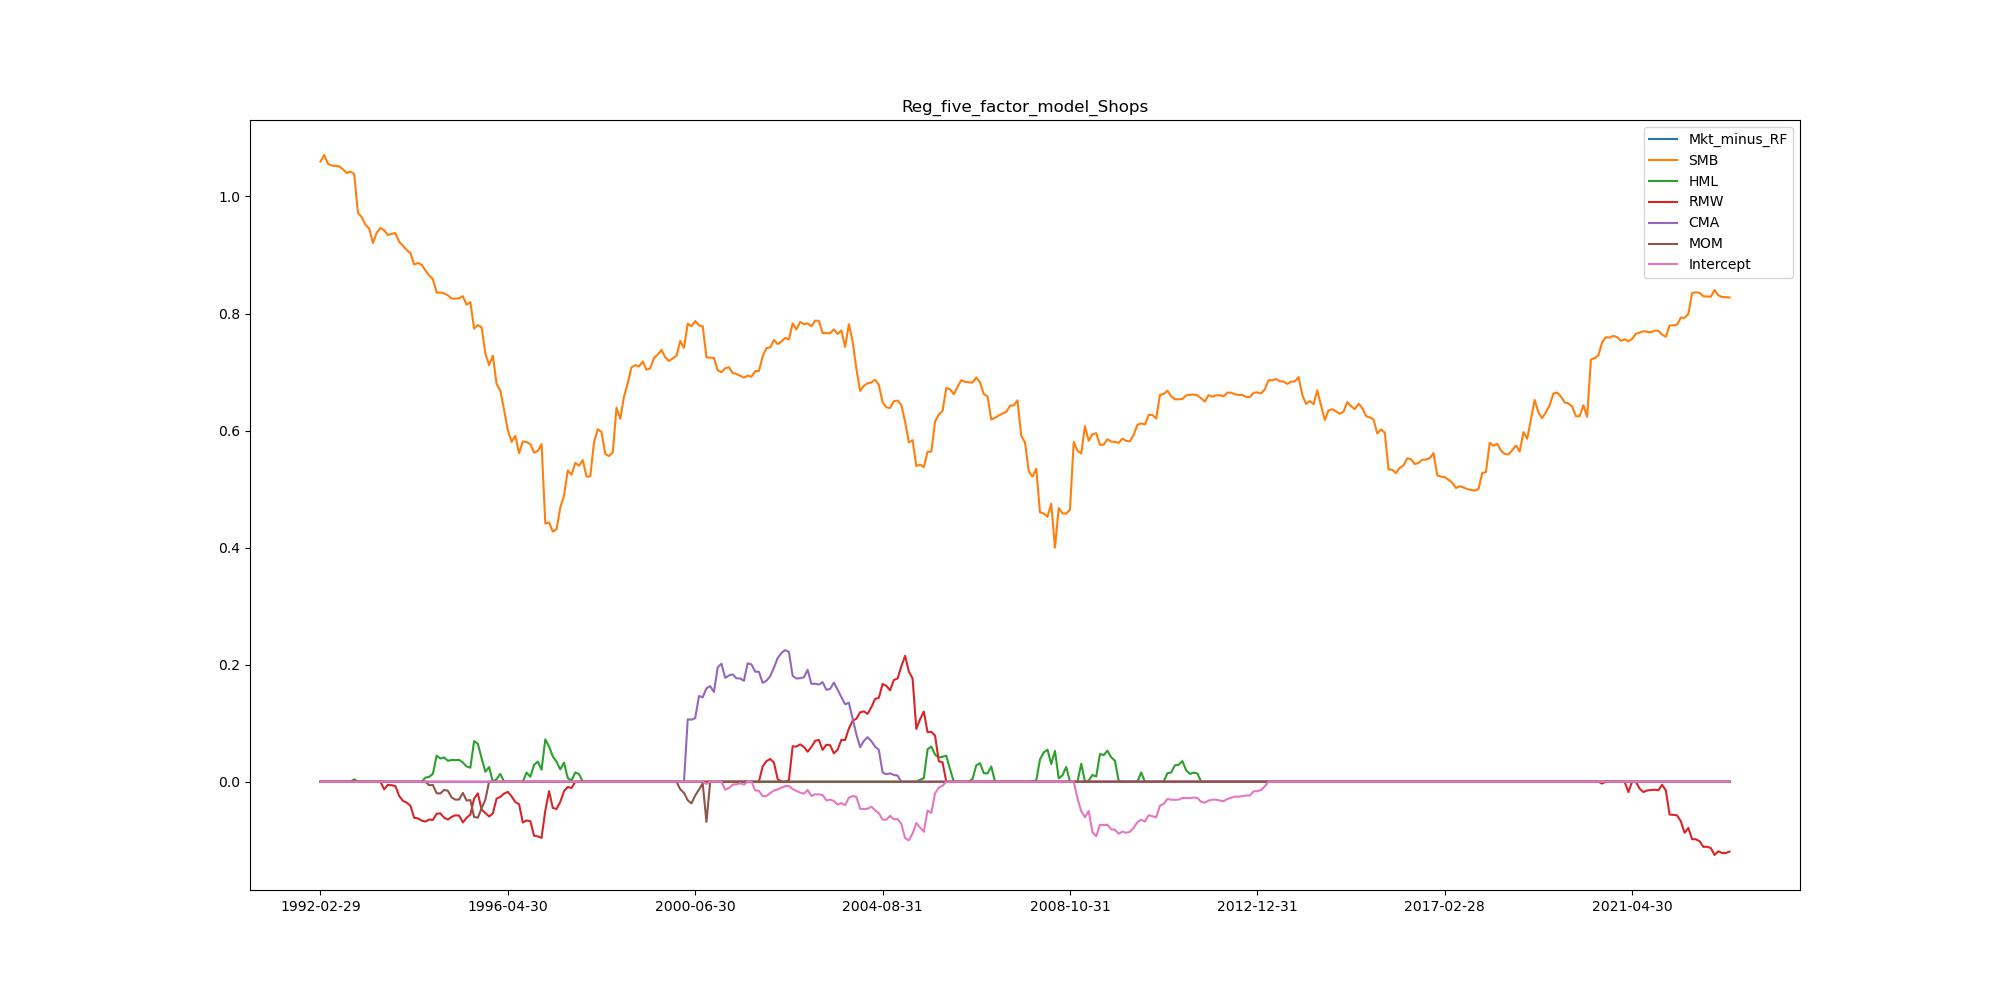 Reg_five_factor_model_Shops
Mkt_minus_RF
SMB
HML
RMW
CMA
MOM
Intercept
1.0
0.8
0.6
0.4
0.2
0.0
1992-02-29 1996-04-30 2000-06-30 2004-08-31 2008-10-31 2012-12-31 2017-02-28 2021-04-30